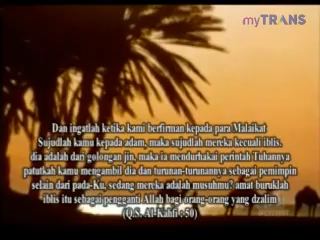 myTRANS
Dan ingatlah ketika kami berfirman kepada para Malaikat
Sujudlah kamu kepada adam, maka sujudlah mereka kecuali iblis.
dia adalah dari golongan jin, maka ia mendurhakai perintah Tuhannya
patutkah kamu mengambil dia dan turunan-turunannya sebagai pemimpin
selain dari pada-Ku, sedang mereka adalah musuhmu? amat buruklah
iblis itu sebagai pengganti Allah bagi orang-orang yang dzalim
(Q.S. Al-Kahfi : 50)